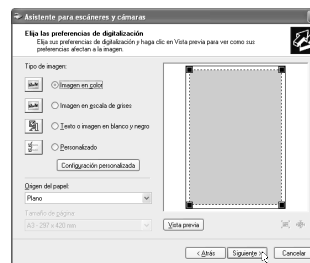 Asistente para escáneres y cámaras
Elija las preferencias de digitalización
Elija sus preferencias de digitalización y haga clic en Vista previa para ver como sus
preferencias afectan a la imagen.
Tipo de imagen:
Imagen en color
Imagen en escala de grises
Texto o imagen en blanco y negro
Personalizado
Configuración personalizada
Origen del papel:
Plano
Tamaño de página:
A3 - 297 x 420 mm
Vista previa
< Atrás
Siguiente >
Cancelar